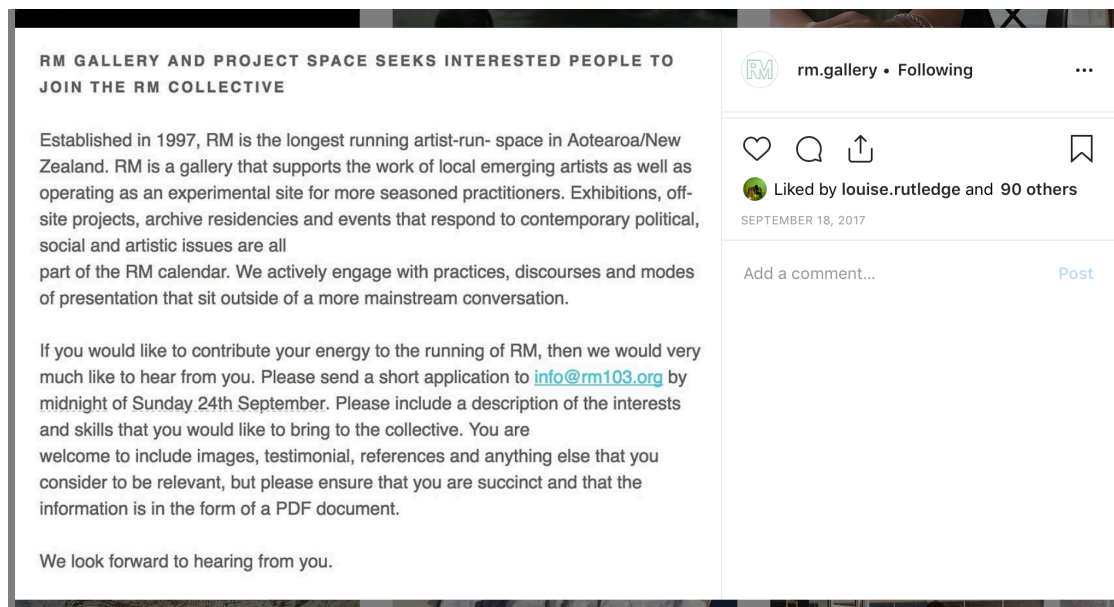 RM GALLERY AND PROJECT SPACE SEEKS INTERESTED PEOPLE TO
JOIN THE RM COLLECTIVE
Established in 1997, RM is the longest running artist-run- space in Aotearoa/New
Zealand. RM is a gallery that supports the work of local emerging artists as well as
operating as an experimental site for more seasoned practitioners. Exhibitions, off-
site projects, archive residencies and events that respond to contemporary political,
social and artistic issues are all
part of the RM calendar. We actively engage with practices, discourses and modes
of presentation that sit outside of a more mainstream conversation.
If you would like to contribute your energy to the running of RM, then we would very
much like to hear from you. Please send a short application to info@rm103.org by
midnight of Sunday 24th September. Please include a description of the interests
and skills that you would like to bring to the collective. You are
welcome to include images, testimonial, references and anything else that you
consider to be relevant, but please ensure that you are succinct and that the
information is in the form of a PDF document.
We look forward to hearing from you.
RM
rm.gallery • Following
Liked by louise.rutledge and 90 others
SEPTEMBER 18, 2017
Add a comment... Post